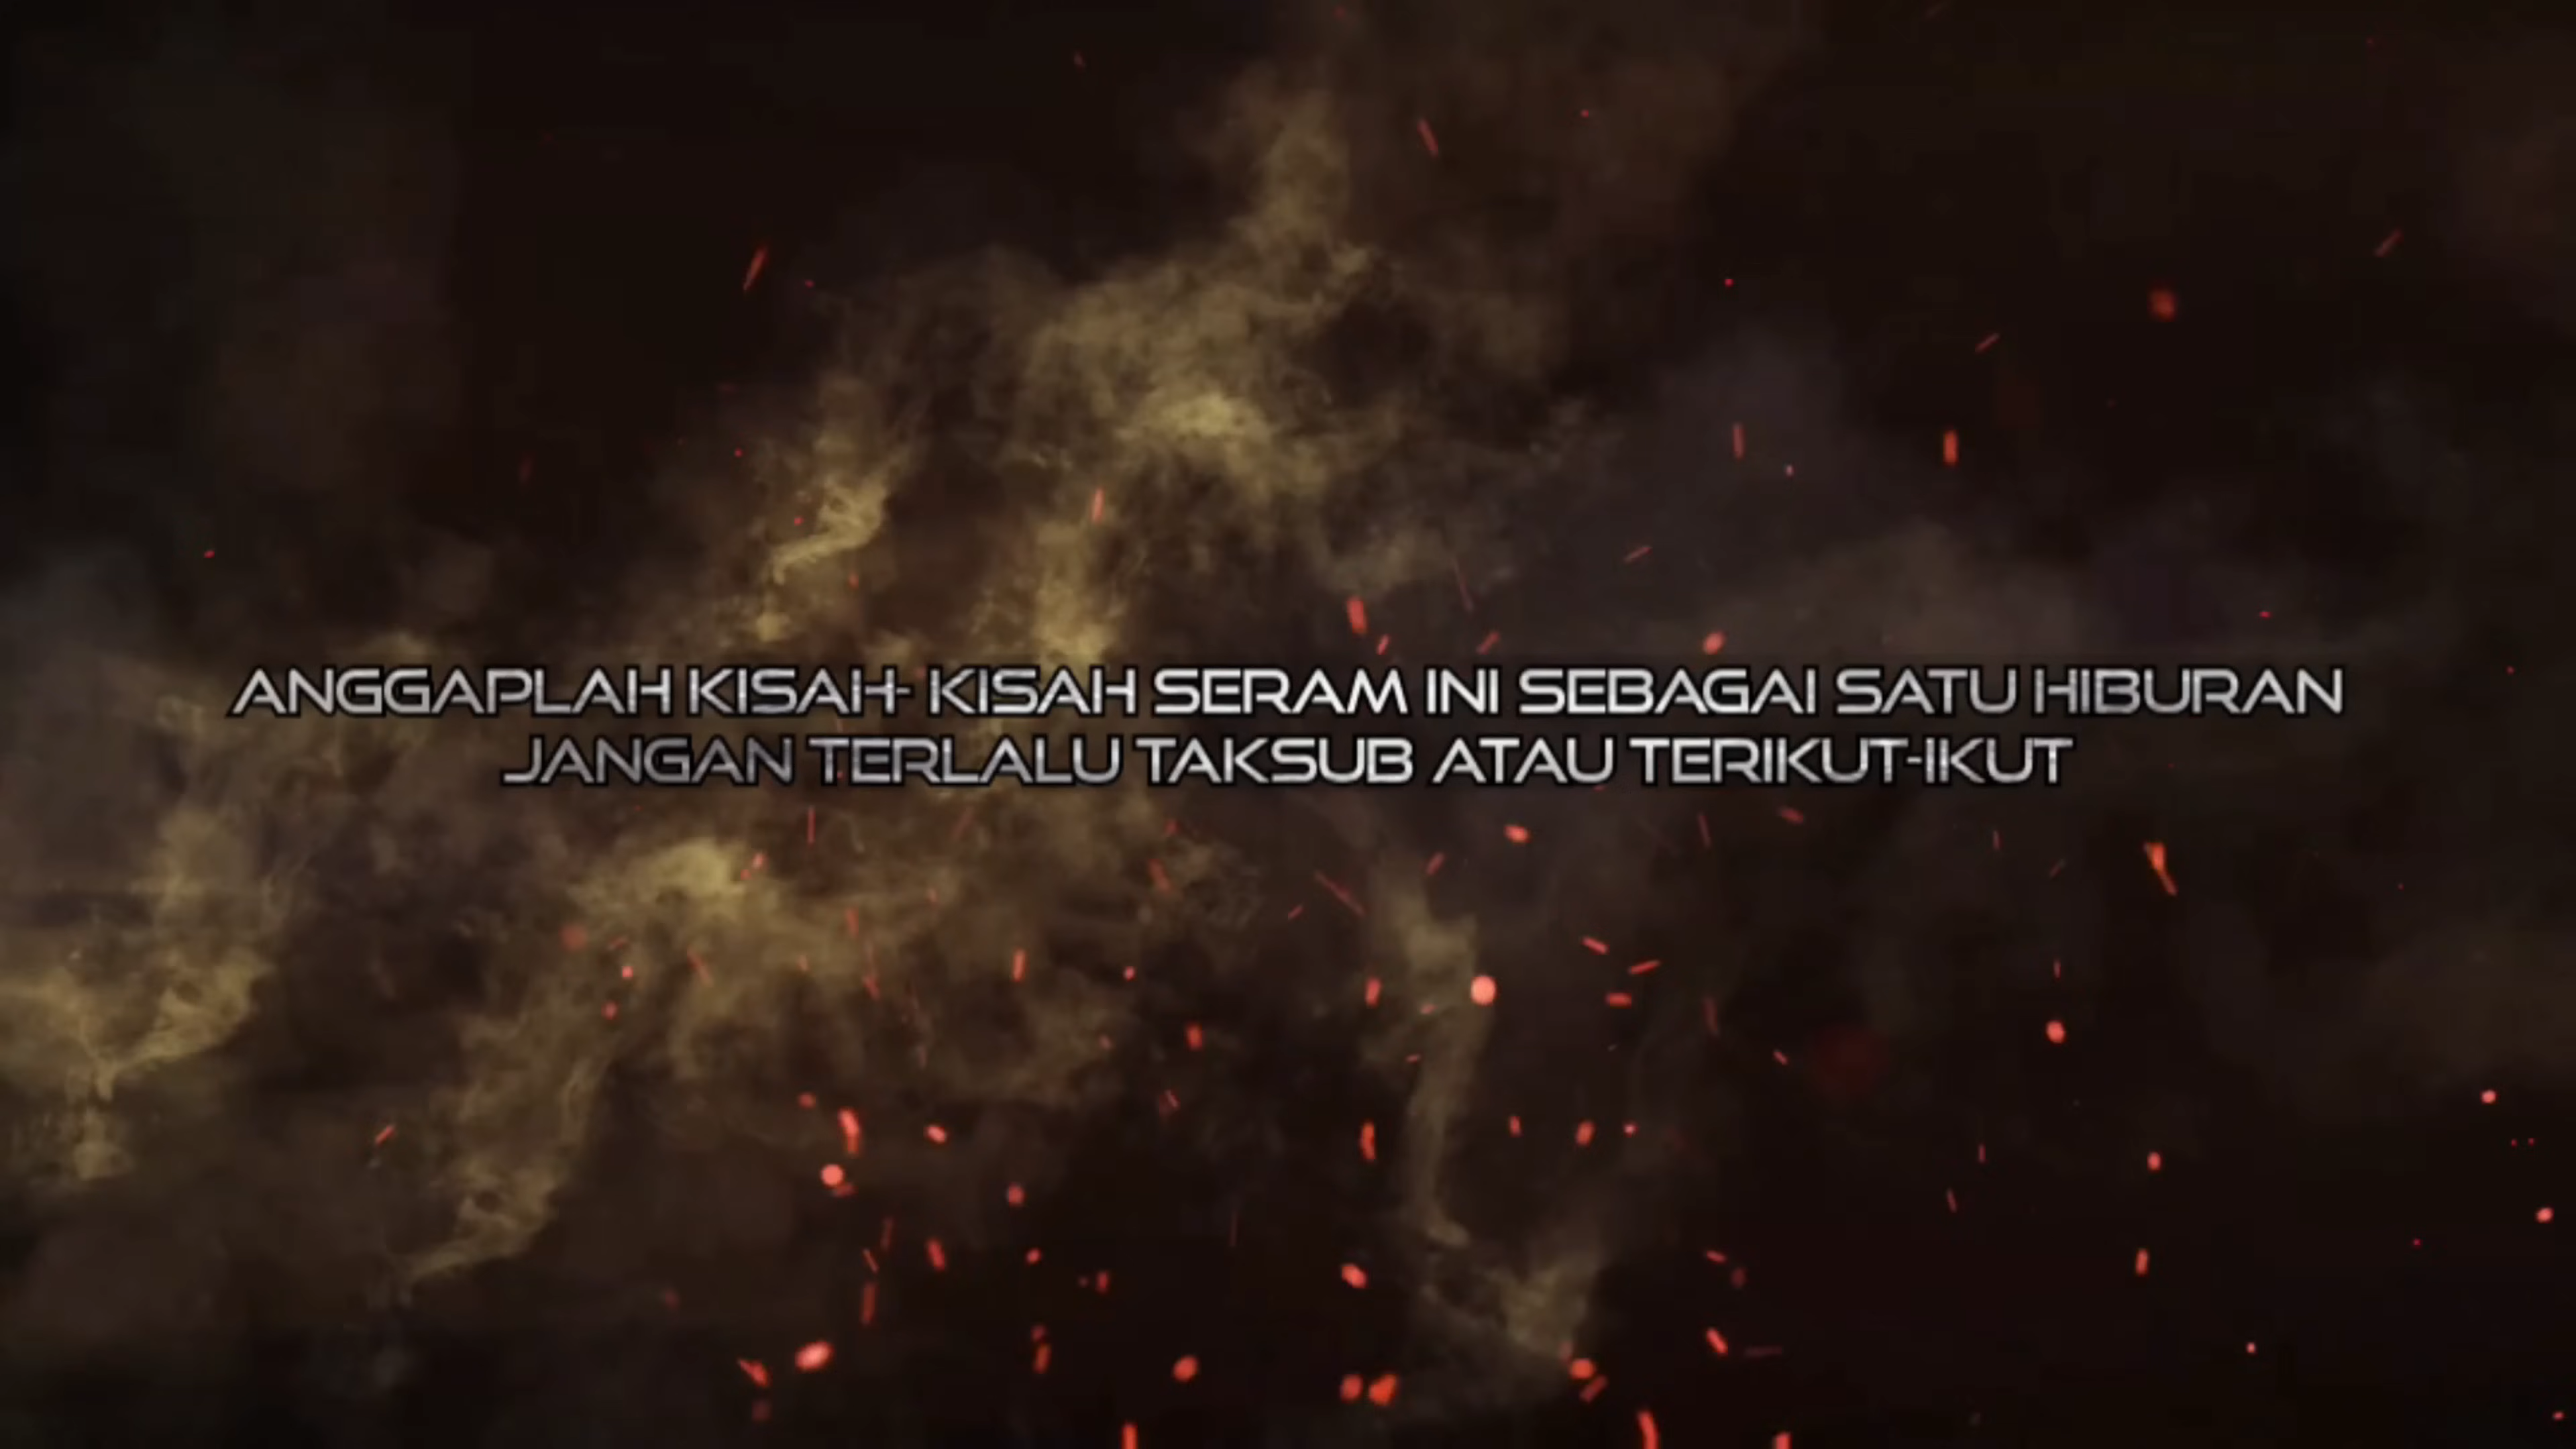 ANGGAPLAH KISAH- KISAH SERAM INI SEBAGAI SATU HIBURAN
JANGAN TERLALU TAKSUB ATAU TERIKUT-IKUT